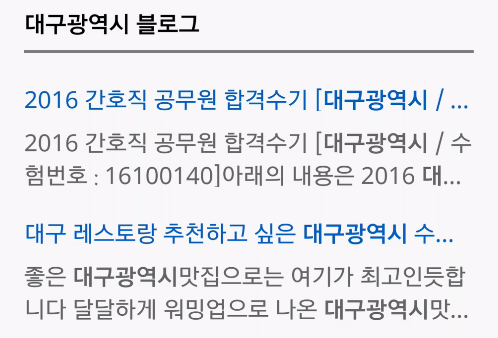 대구광역시 블로그
2016 간호직 공무원 합격수기 [대구광역시 / ...
2016 간호직 공무원 합격수기 [대구광역시 / 수
험번호 : 16100140]아래의 내용은 2016 대...
대구 레스토랑 추천하고 싶은 대구광역시 수...
좋은 대구광역시맛집으로는 여기가 최고인듯합
니다 달달하게 워밍업으로 나온 대구광역시맛...